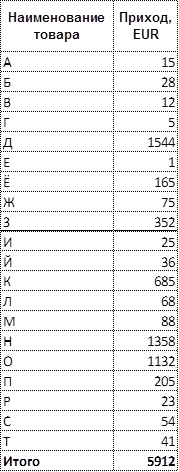 Наименование товара Приход, EUR
А 15
Б 28
В 12
Г 5
Д 1544
Е 1
Ё 165
Ж 75
З 352
И 25
Й 36
К 685
Л 68
М 88
Н 1358
О 1132
П 205
Р 23
С 54
Т 41
Итого 5912